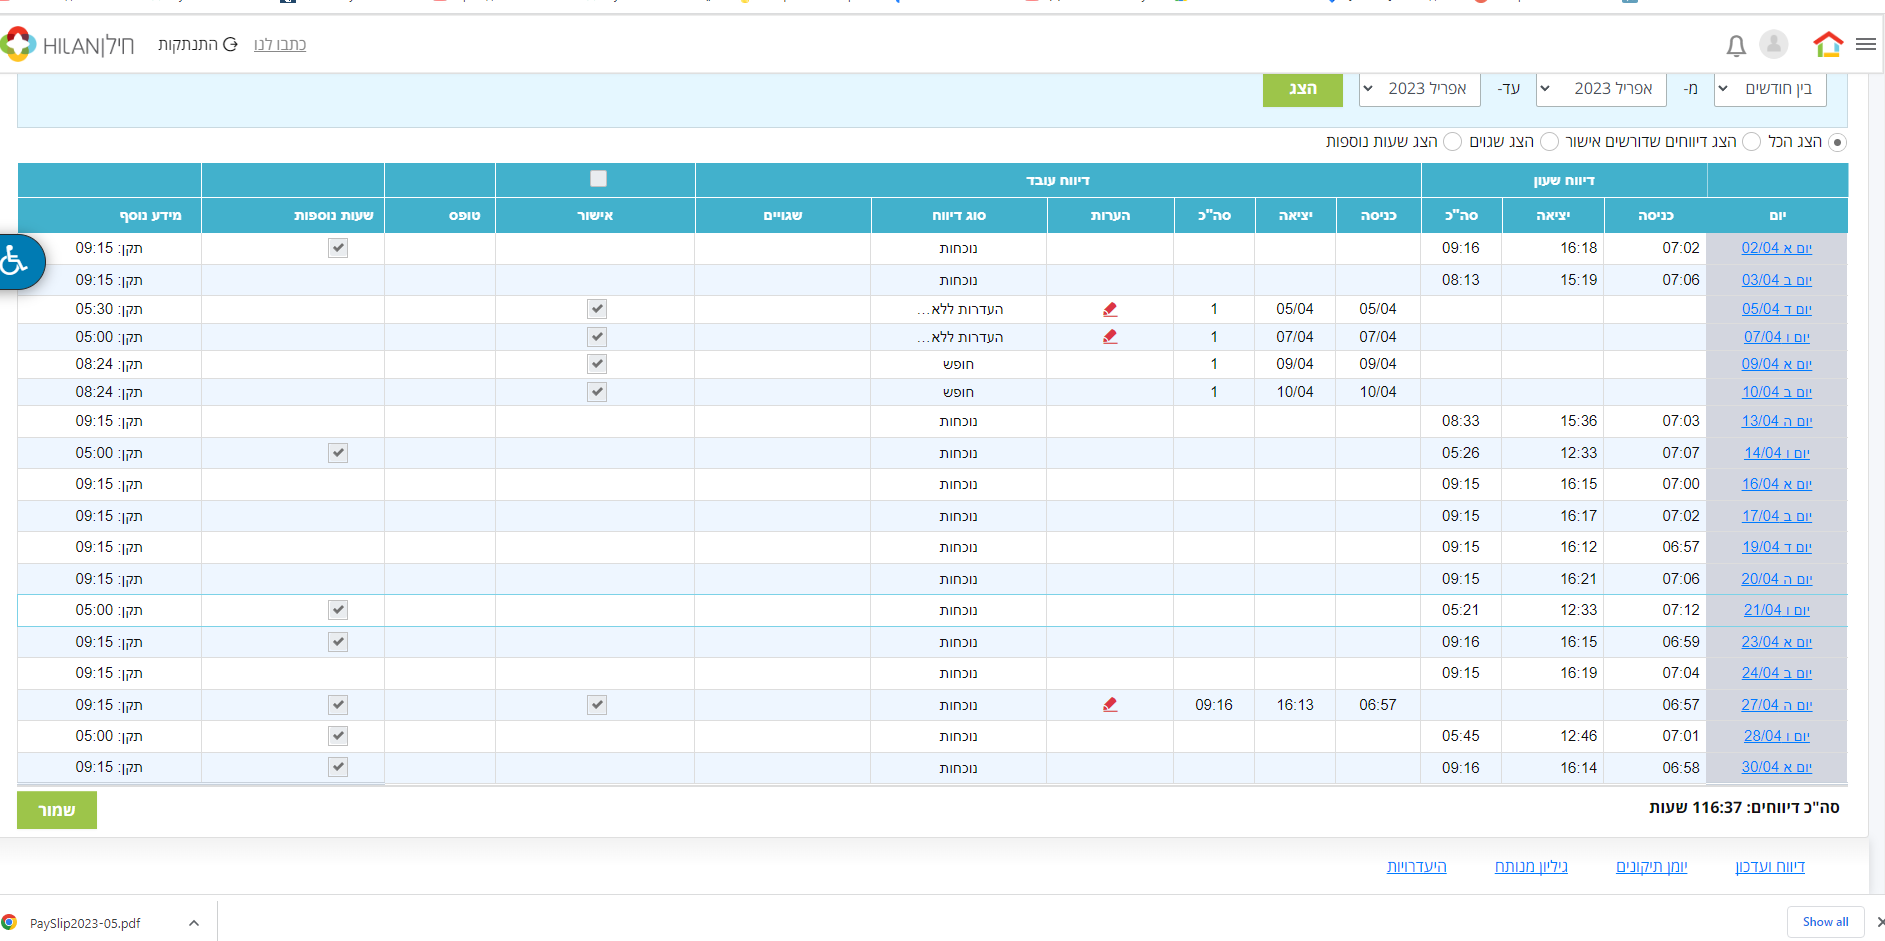 חילן HILAN התנתקות כתבו לנו
בין חודשים מ- אפריל 2023 עד- אפריל 2023 הצג
הצג הכל הצג דיווחים שדורשים אישור הצג שגוים הצג שעות נוספות
דיווח שעון דיווח עובד
יום כניסה יציאה סה"כ כניסה יציאה סה"כ הערות סוג דיווח שגויים אישור טופס שעות נוספות מידע נוסף
יום א 02/04 07:02 16:18 09:16 נוכחות תקן: 09:15
יום ב 03/04 07:06 15:19 08:13 נוכחות תקן: 09:15
יום ד 05/04 05/04 05/04 1 העדרות ללא... תקן: 05:30
יום ו 07/04 07/04 07/04 1 העדרות ללא... תקן: 05:00
יום א 09/04 09/04 09/04 1 חופש תקן: 08:24
יום ב 10/04 10/04 10/04 1 חופש תקן: 08:24
יום ה 13/04 07:03 15:36 08:33 נוכחות תקן: 09:15
יום ו 14/04 07:07 12:33 05:26 נוכחות תקן: 05:00
יום א 16/04 07:00 16:15 09:15 נוכחות תקן: 09:15
יום ב 17/04 07:02 16:17 09:15 נוכחות תקן: 09:15
יום ד 19/04 06:57 16:12 09:15 נוכחות תקן: 09:15
יום ה 20/04 07:06 16:21 09:15 נוכחות תקן: 09:15
יום ו 21/04 07:12 12:33 05:21 נוכחות תקן: 05:00
יום א 23/04 06:59 16:15 09:16 נוכחות תקן: 09:15
יום ב 24/04 07:04 16:19 09:15 נוכחות תקן: 09:15
יום ה 27/04 06:57 06:57 16:13 09:16 נוכחות תקן: 09:15
יום ו 28/04 07:01 12:46 05:45 נוכחות תקן: 05:00
יום א 30/04 06:58 16:14 09:16 נוכחות תקן: 09:15
סה"כ דיווחים: 116:37 שעות שמור
דיווח ועדכון יומן תיקונים גיליון מנותח היעדרויות
PaySlip2023-05.pdf Show all